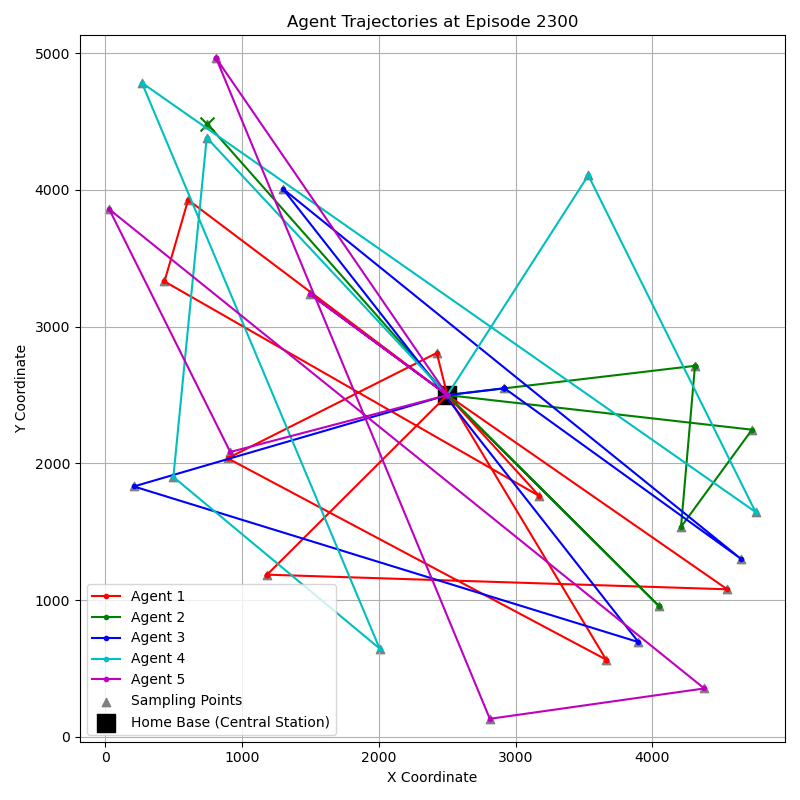 Agent Trajectories at Episode 2300
Y Coordinate
5000
4000
3000
2000
1000
0
Agent 1
Agent 2
Agent 3
Agent 4
Agent 5
Sampling Points
Home Base (Central Station)
0
1000
2000
3000
4000
X Coordinate